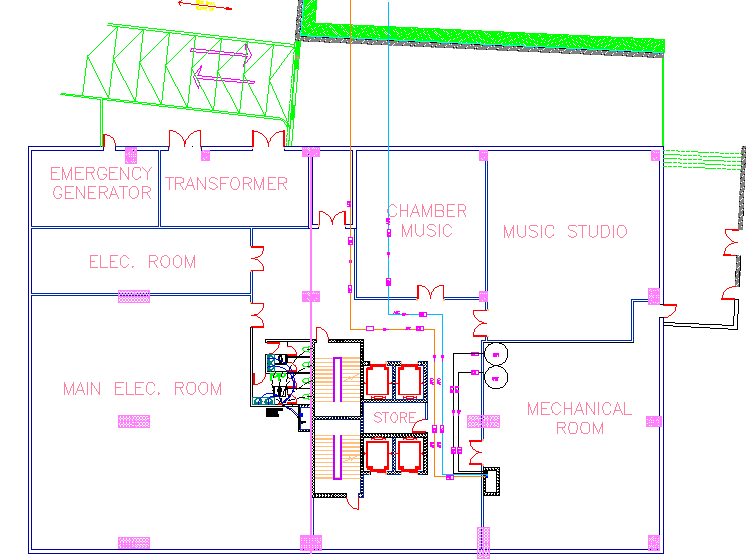 EMERGENCY
GENERATOR
TRANSFORMER
CHAMBER
MUSIC
MUSIC STUDIO
ELEC. ROOM
MAIN ELEC. ROOM
STORE
MECHANICAL
ROOM